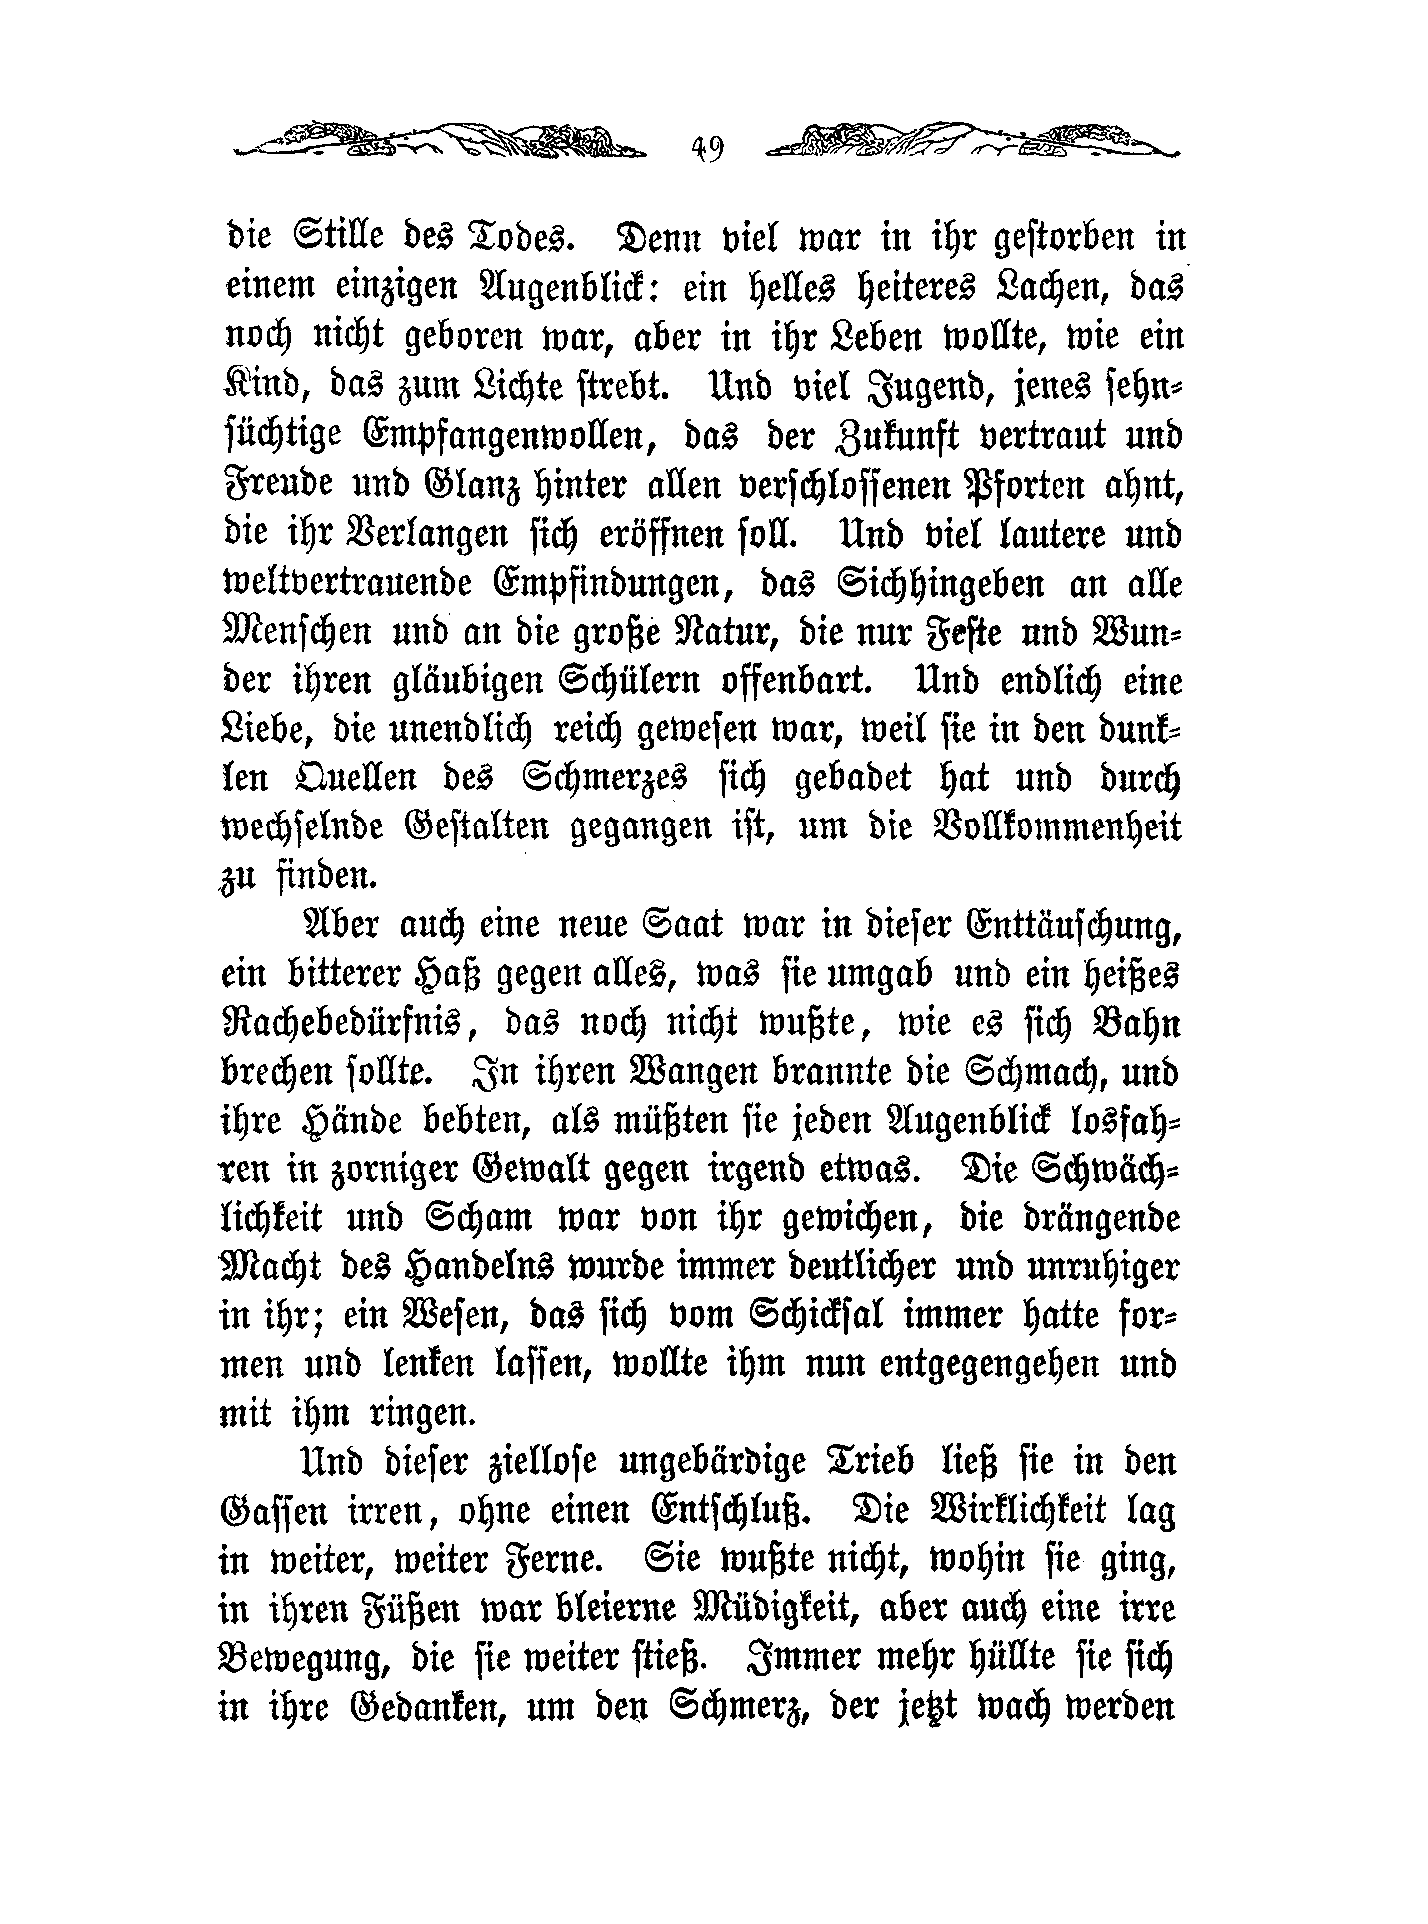 49
die Stille des Todes. Denn viel war in ihr gestorben in
einem einzigen Augenblick: ein helles heiteres Lachen, das
noch nicht geboren war, aber in ihr Leben wollte, wie ein
Kind, das zum Lichte strebt. Und viel Jugend, jenes sehn-
süchtige Empfangenwollen, das der Zukunft vertraut und
Freude und Glanz hinter allen verschlossenen Pforten ahnt,
die ihr Verlangen sich eröffnen soll. Und viel lautere und
weltvertrauende Empfindungen, das Sichhingeben an alle
Menschen und an die große Natur, die nur Feste und Wun-
der ihren gläubigen Schülern offenbart. Und endlich eine
Liebe, die unendlich reich gewesen war, weil sie in den dunk-
len Quellen des Schmerzes sich gebadet hat und durch
wechselnde Gestalten gegangen ist, um die Vollkommenheit
zu finden.
Aber auch eine neue Saat war in dieser Enttäuschung,
ein bitterer Haß gegen alles, was sie umgab und ein heißes
Rachebedürfnis, das noch nicht wußte, wie es sich Bahn
brechen sollte. In ihren Wangen brannte die Schmach, und
ihre Hände bebten, als müßten sie jeden Augenblick losfah-
ren in zorniger Gewalt gegen irgend etwas. Die Schwäch-
lichkeit und Scham war von ihr gewichen, die drängende
Macht des Handelns wurde immer deutlicher und unruhiger
in ihr; ein Wesen, das sich vom Schicksal immer hatte for-
men und lenken lassen, wollte ihm nun entgegengehen und
mit ihm ringen.
Und dieser ziellose ungebärdige Trieb ließ sie in den
Gassen irren, ohne einen Entschluß. Die Wirklichkeit lag
in weiter, weiter Ferne. Sie wußte nicht, wohin sie ging,
in ihren Füßen war bleierne Müdigkeit, aber auch eine irre
Bewegung, die sie weiter stieß. Immer mehr hüllte sie sich
in ihre Gedanken, um den Schmerz, der jetzt wach werden